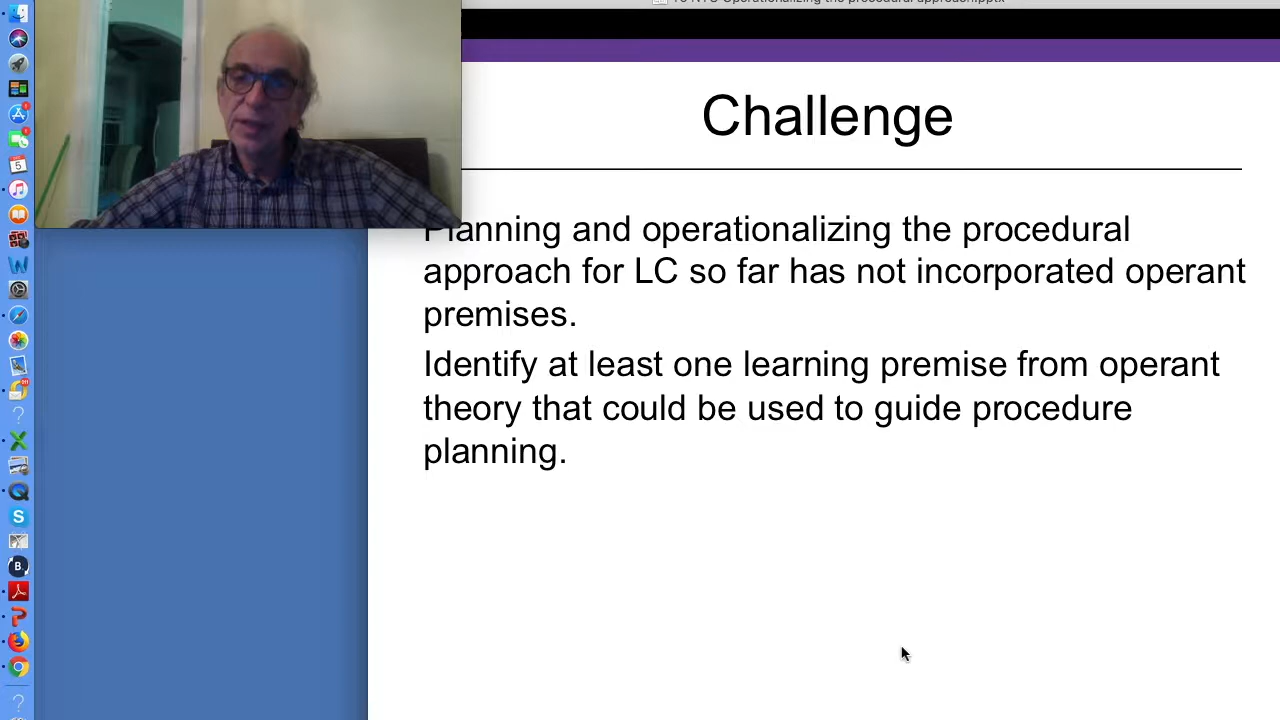 Challenge
Planning and operationalizing the procedural
approach for LC so far has not incorporated operant
premises.
Identify at least one learning premise from operant
theory that could be used to guide procedure
planning.